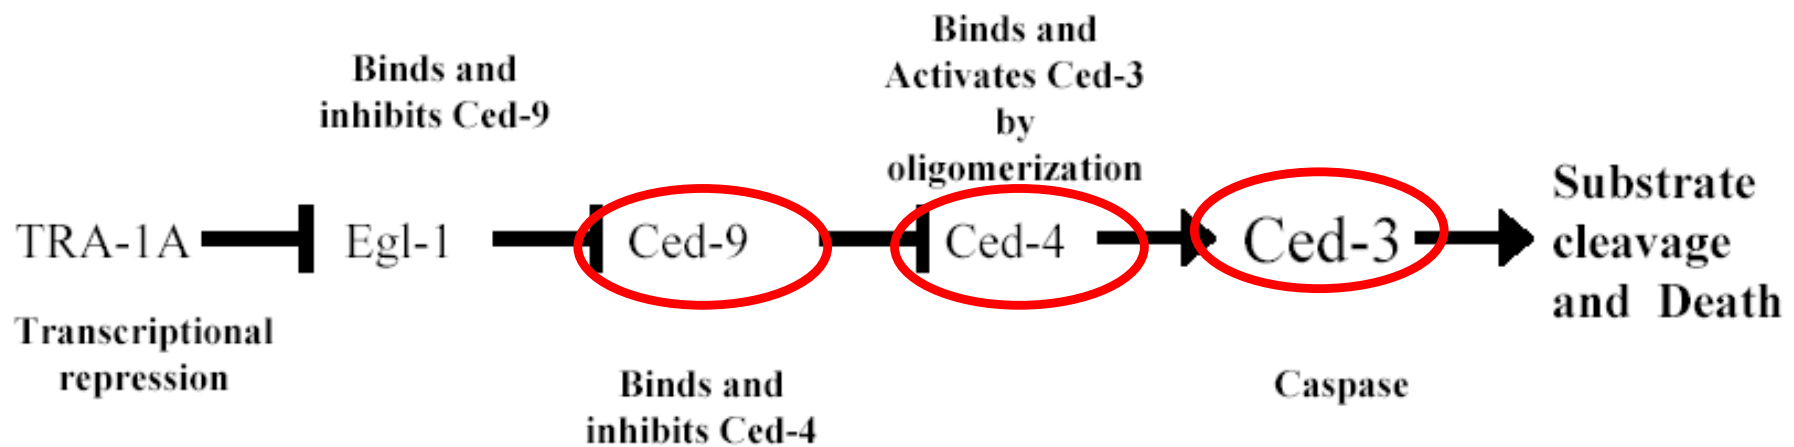 Binds and
inhibits Ced-9
Binds and
Activates Ced-3
by
oligomerization
TRA-1A
Egl-1
Ced-9
Ced-4
Ced-3
Substrate
cleavage
and Death
Transcriptional
repression
Binds and
inhibits Ced-4
Caspase